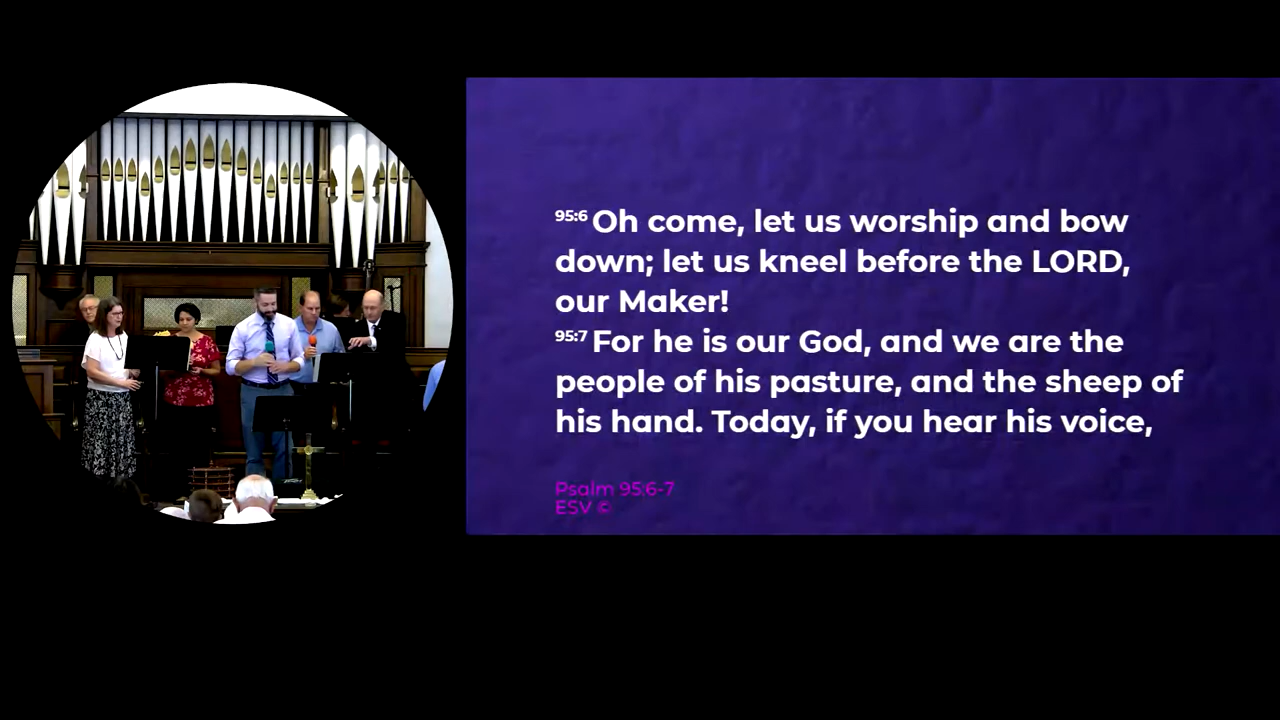 95:6 Oh come, let us worship and bow
down; let us kneel before the LORD,
our Maker!
95:7 For he is our God, and we are the
people of his pasture, and the sheep of
his hand. Today, if you hear his voice,
Psalm 95:6-7
ESV ©